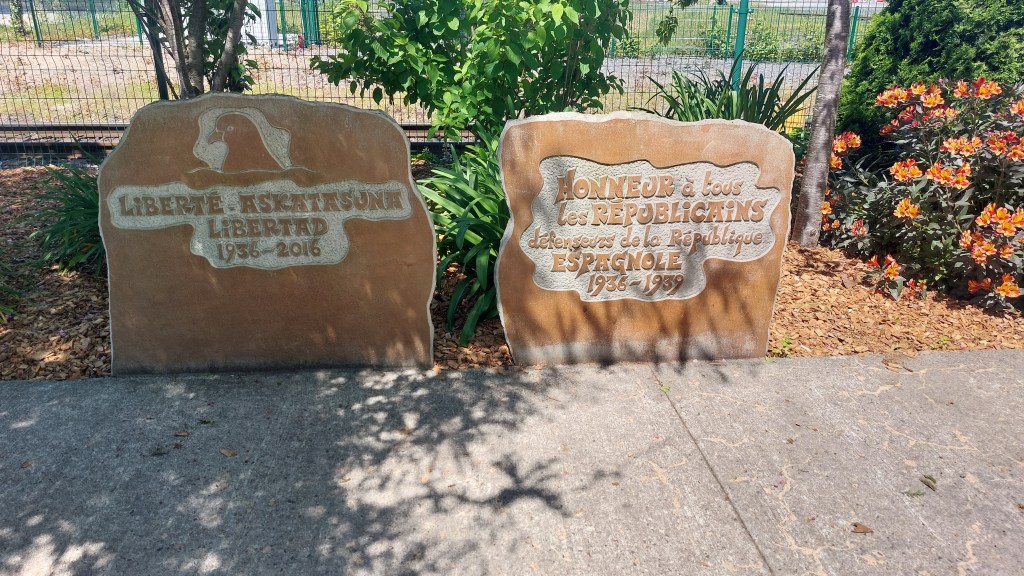 LIBERTÉ - ASKATASUNA
LIBERTAD
1936-2016
HONNEUR à tous
les RÉPUBLICAINS
défenseurs de la République
ESPAGNOLE
1936-1939